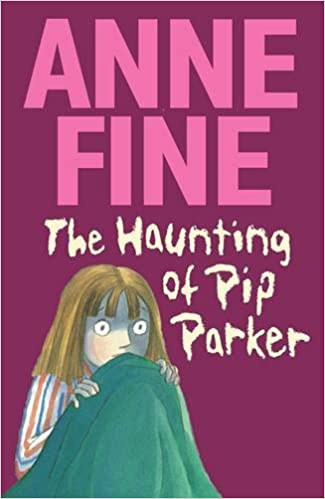 ANNE
FINE
The Haunting
of Pip
Parker